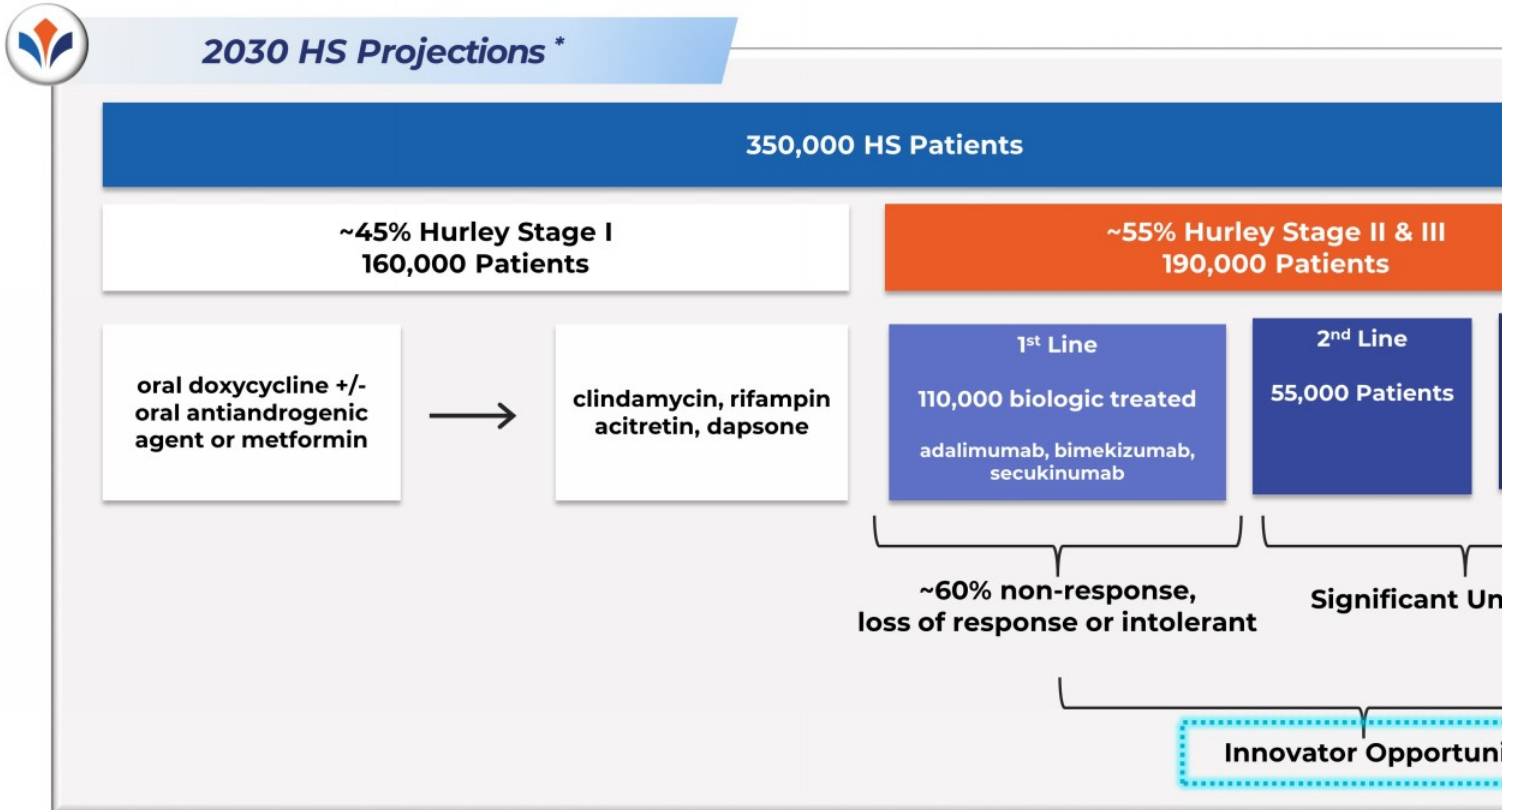 2030 HS Projections *
350,000 HS Patients
~45% Hurley Stage I
160,000 Patients
~55% Hurley Stage II & III
190,000 Patients
oral doxycycline +/-
oral antiandrogenic
agent or metformin
clindamycin, rifampin
acitretin, dapsone
1st Line
110,000 biologic treated
adalimumab, bimekizumab,
secukinumab
2nd Line
55,000 Patients
~60% non-response,
loss of response or intolerant
Significant Un
Innovator Opportuni